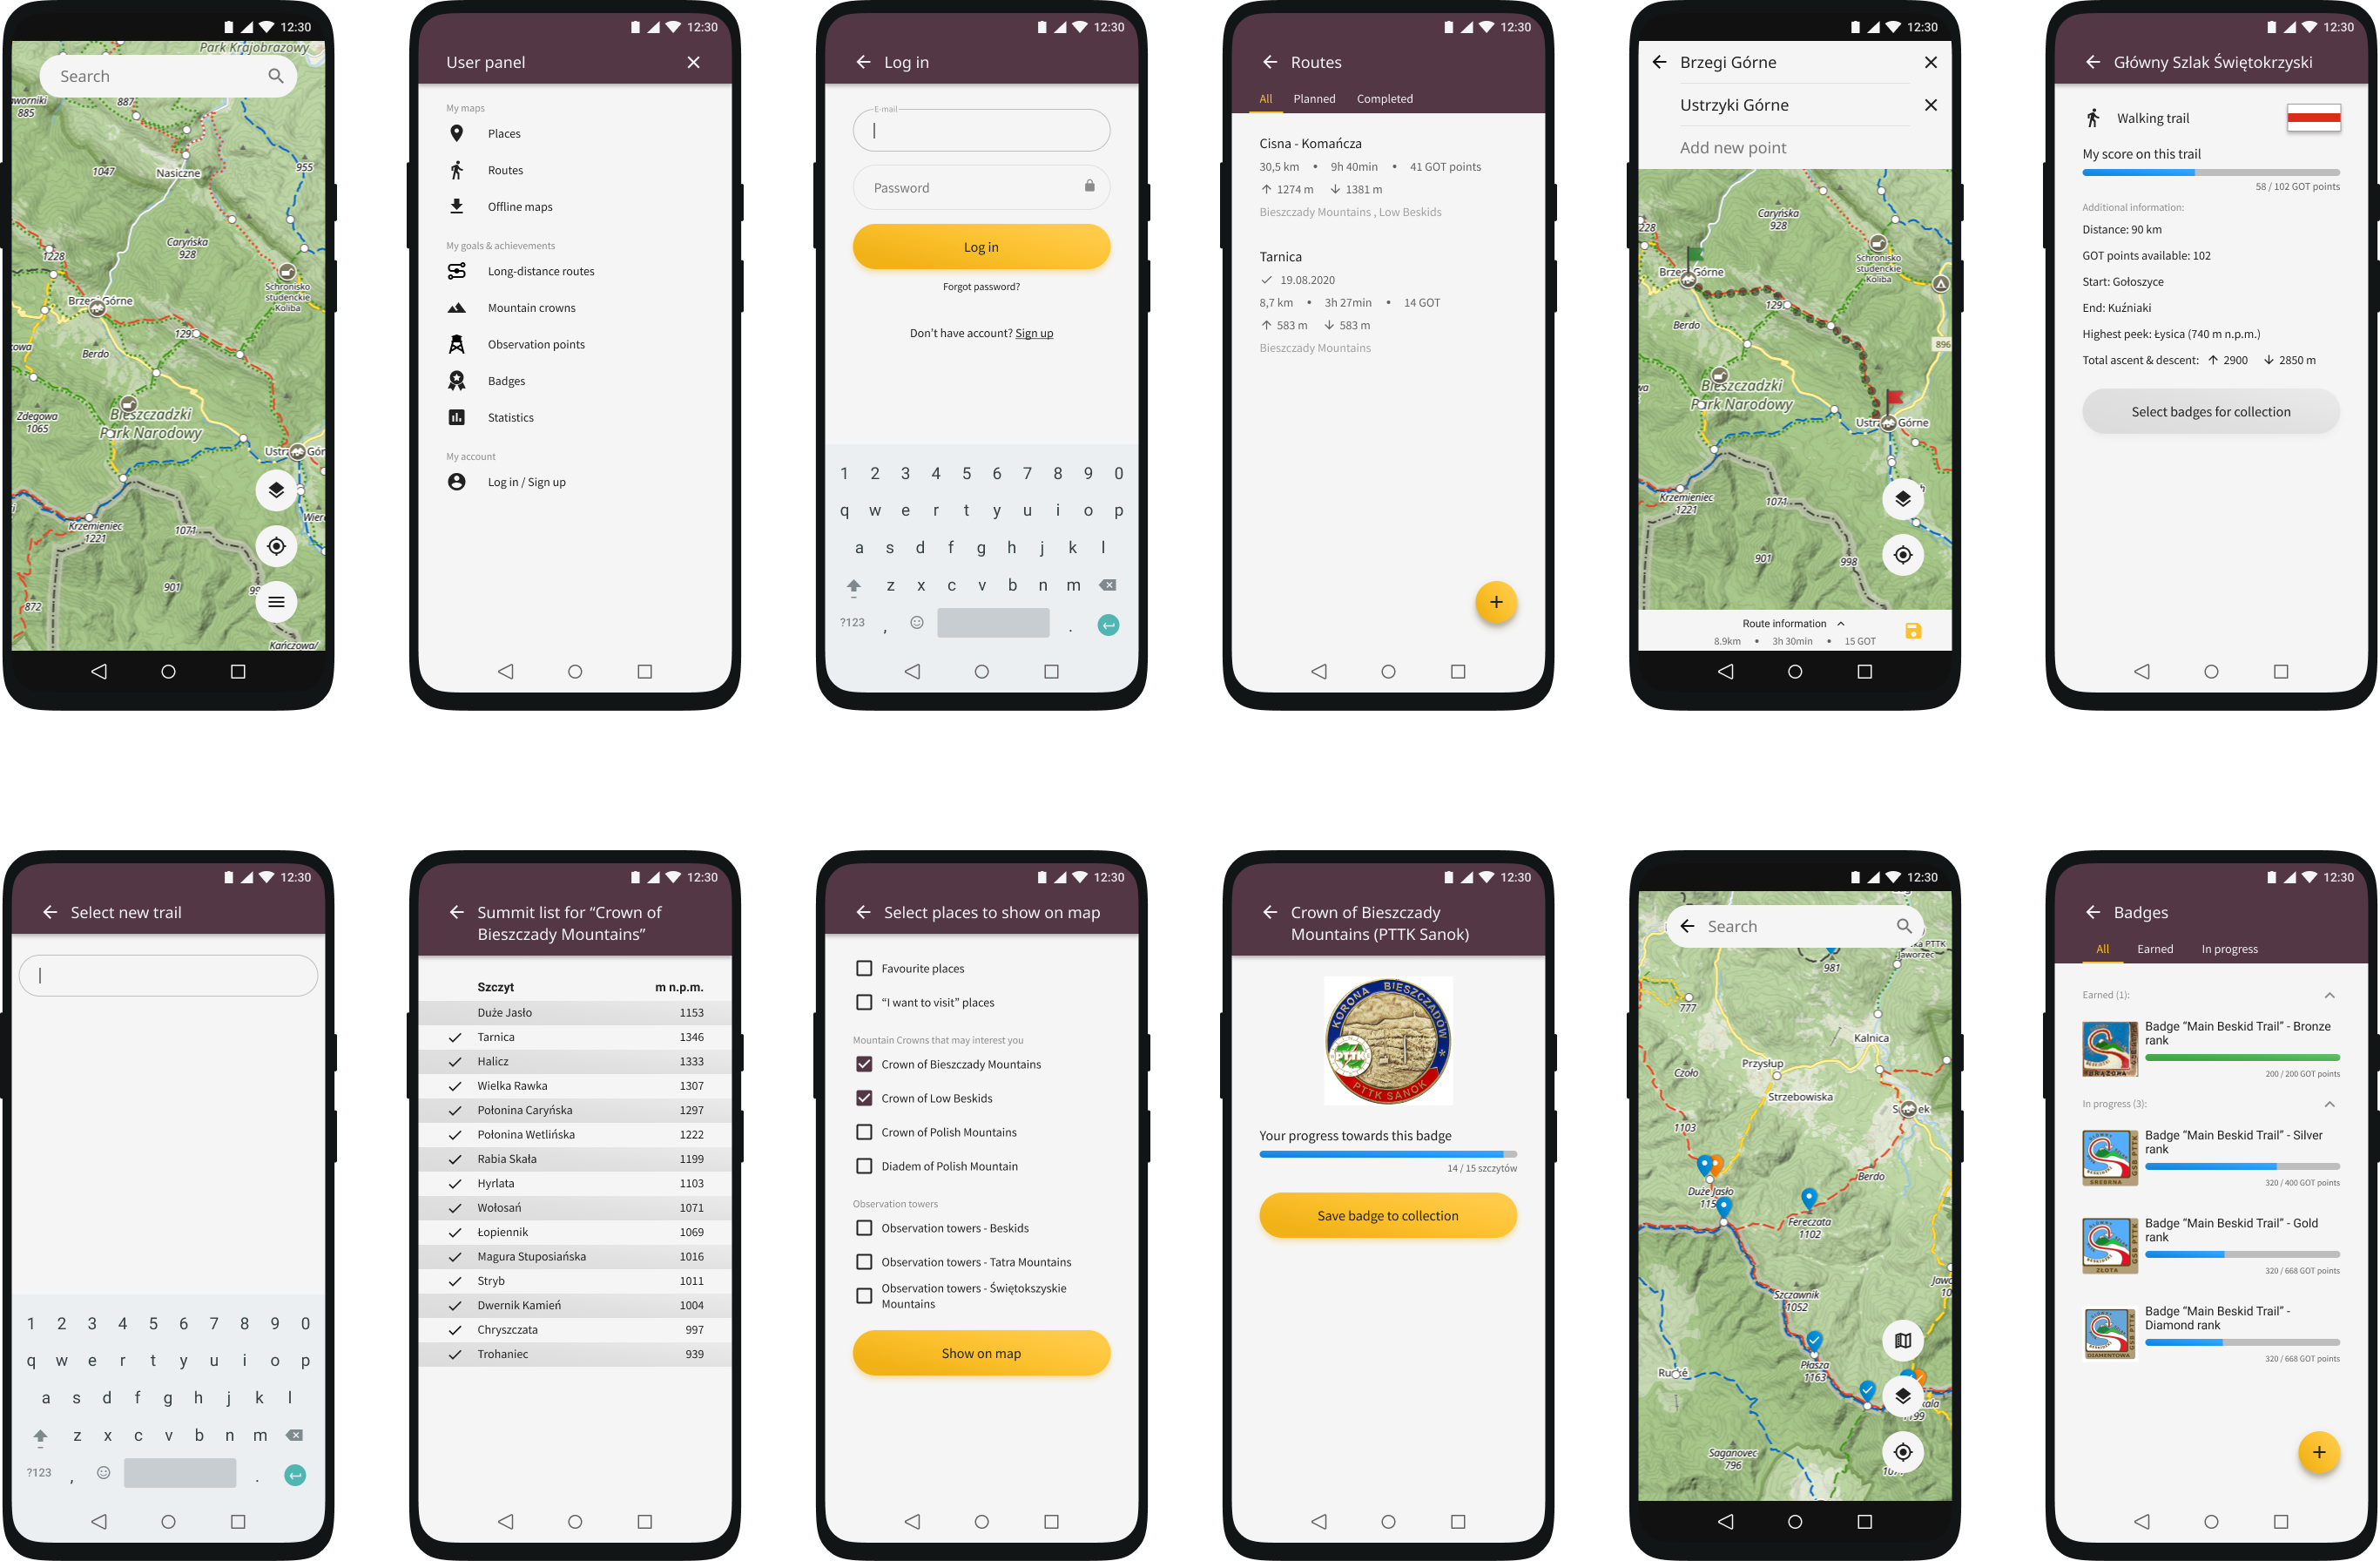 12:30
Park Krajobrazowy
Search
887
885
Nasiczne
1047
955
Caryńska
928
1228
Schronisko
studenckie
Koliba
Brzegi Górne
1297
Berdo
Zdegowa
1065
Bieszczadzki
Park Narodowy
Krzemieniec
1221
1071
901
872
Kańczowa/
12:30
User panel
My maps
Places
Routes
Offline maps
My goals & achievements
Long-distance routes
Mountain crowns
Observation points
Badges
Statistics
My account
Log in / Sign up
12:30
Log in
E-mail
Password
Log in
Forgot password?
Don't have account? Sign up
1 2 3 4 5 6 7 8 9 0
q w e r t y u i o p
a s d f g h j k l
z x c v b n m
?123 , .
12:30
Routes
All Planned Completed
Cisna - Komańcza
30,5 km • 9h 40min • 41 GOT points
1274 m 1381 m
Bieszczady Mountains , Low Beskids
Tarnica
19.08.2020
8,7 km • 3h 27min • 14 GOT
583 m 583 m
Bieszczady Mountains
+
12:30
Brzegi Górne
Ustrzyki Górne
Add new point
Caryńska
928
Schronisko
studenckie
Koliba
Berdo
896
Bieszczadzki
Park Narodowy
Krzemieniec
1221
1071
901
998
Route information
8.9km • 3h 30min • 15 GOT
12:30
Główny Szlak Świętokrzyski
Walking trail
My score on this trail
58 / 102 GOT points
Additional information:
Distance: 90 km
GOT points available: 102
Start: Gołoszyce
End: Kuźniaki
Highest peek: Łysica (740 m n.p.m.)
Total ascent & descent: 2900 2850 m
Select badges for collection
12:30
Select new trail
1 2 3 4 5 6 7 8 9 0
q w e r t y u i o p
a s d f g h j k l
z x c v b n m
?123 , .
12:30
Summit list for “Crown of
Bieszczady Mountains”
Szczyt m n.p.m.
Duże Jasło 1153
Tarnica 1346
Halicz 1333
Wielka Rawka 1307
Połonina Caryńska 1297
Połonina Wetlińska 1222
Rabia Skała 1199
Hyrlata 1103
Wołosań 1071
Łopiennik 1069
Magura Stuposiańska 1016
Stryb 1011
Dwernik Kamień 1004
Chryszczata 997
Trohaniec 939
12:30
Select places to show on map
Favourite places
“I want to visit” places
Mountain Crowns that may interest you
Crown of Bieszczady Mountains
Crown of Low Beskids
Crown of Polish Mountains
Diadem of Polish Mountain
Observation towers
Observation towers - Beskids
Observation towers - Tatra Mountains
Observation towers - Świętokszyskie
Mountains
Show on map
12:30
Crown of Bieszczady
Mountains (PTTK Sanok)
KORONA BIESZCZADÓW
PTTK
PTTK SANOK
Your progress towards this badge
14 / 15 szczytów
Save badge to collection
12:30
Search
Jaworzec
981
777
Kalnica
Przysłup
Czoło
Strzebowiska
1103
Berdo
Duże Jasło
Fereczata
1102
Szczawnik
1052
Płasza
1163
1199
Saganovec
796
12:30
Badges
All Earned In progress
Earned (1):
Badge “Main Beskid Trail” - Bronze
rank
200 / 200 GOT points
In progress (3):
Badge “Main Beskid Trail” - Silver
rank
SREBRNA
320 / 400 GOT points
Badge “Main Beskid Trail” - Gold
rank
ZŁOTA
320 / 668 GOT points
Badge “Main Beskid Trail” -
Diamond rank
DIAMENTOWA
320 / 668 GOT points
+